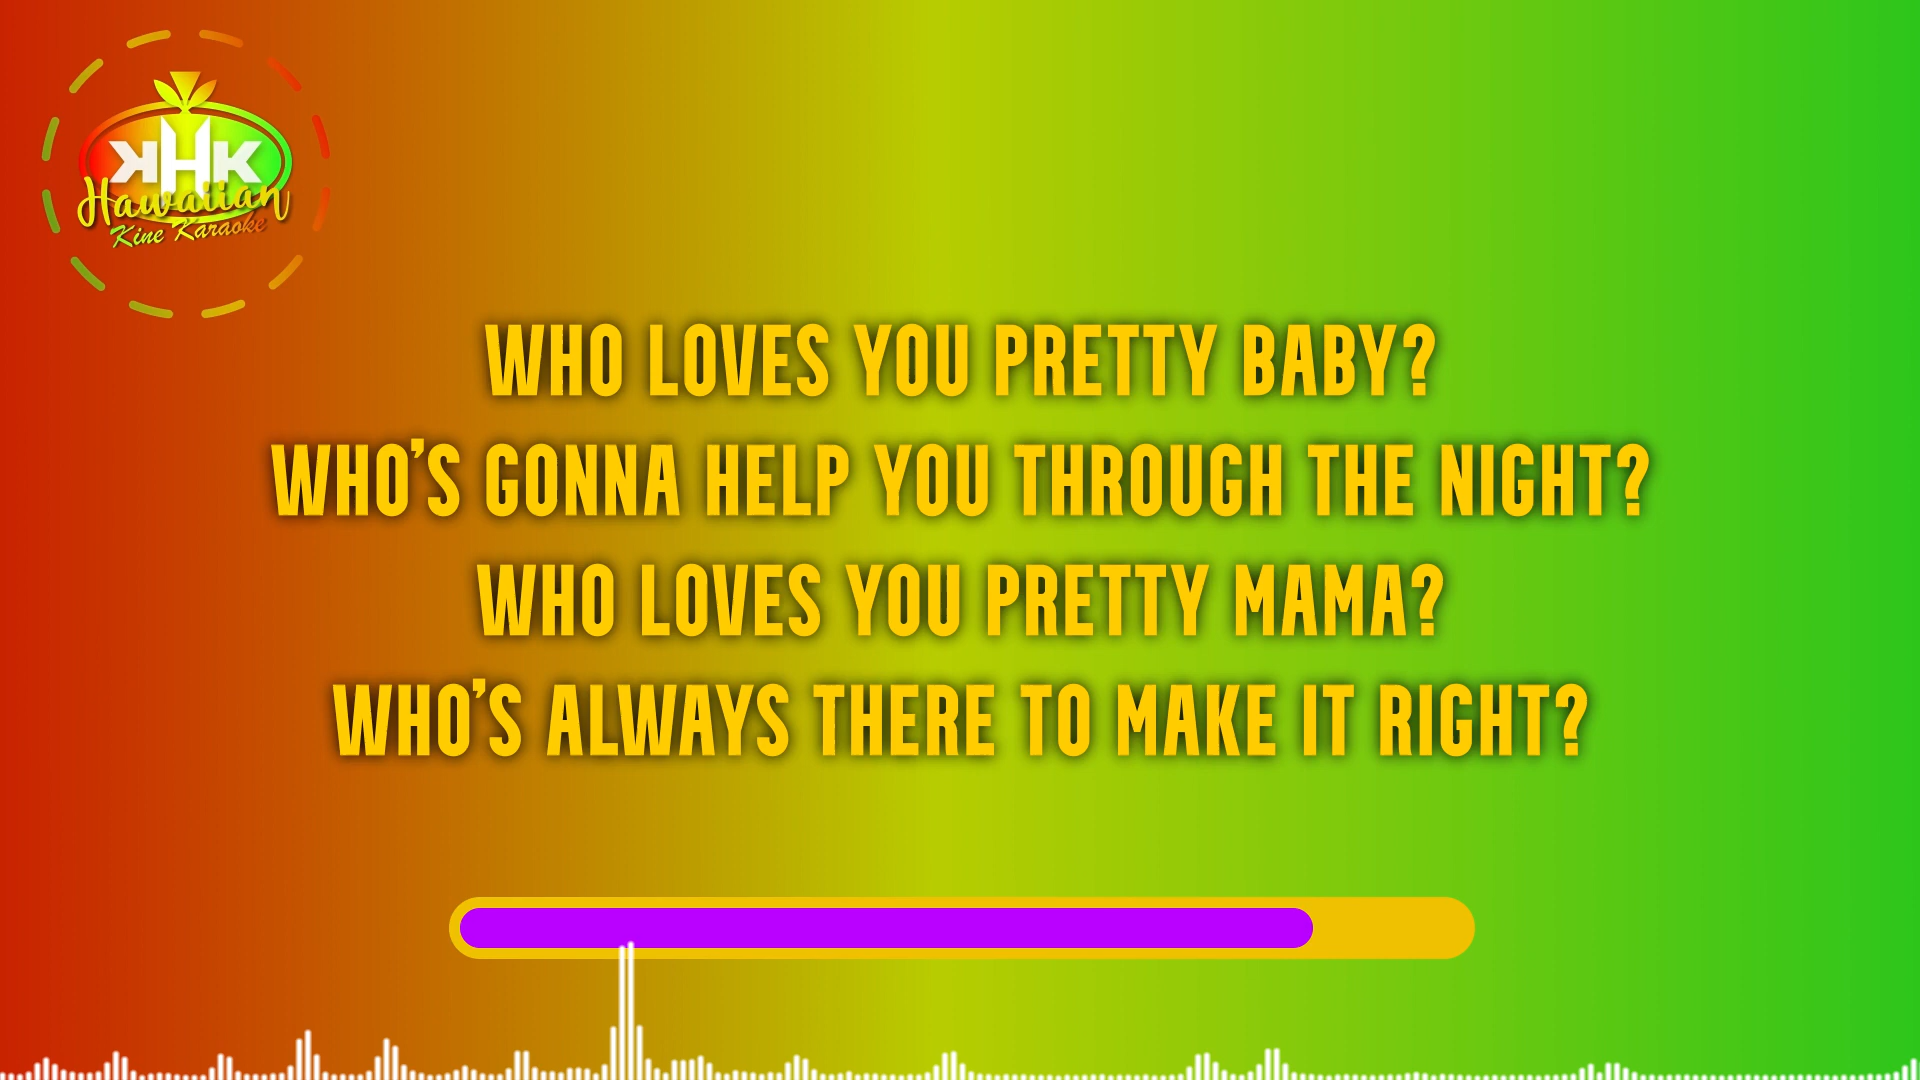 KHK
Hawaiian
Kine Karaoke
WHO LOVES YOU PRETTY BABY?
WHO'S GONNA HELP YOU THROUGH THE NIGHT?
WHO LOVES YOU PRETTY MAMA?
WHO'S ALWAYS THERE TO MAKE IT RIGHT?